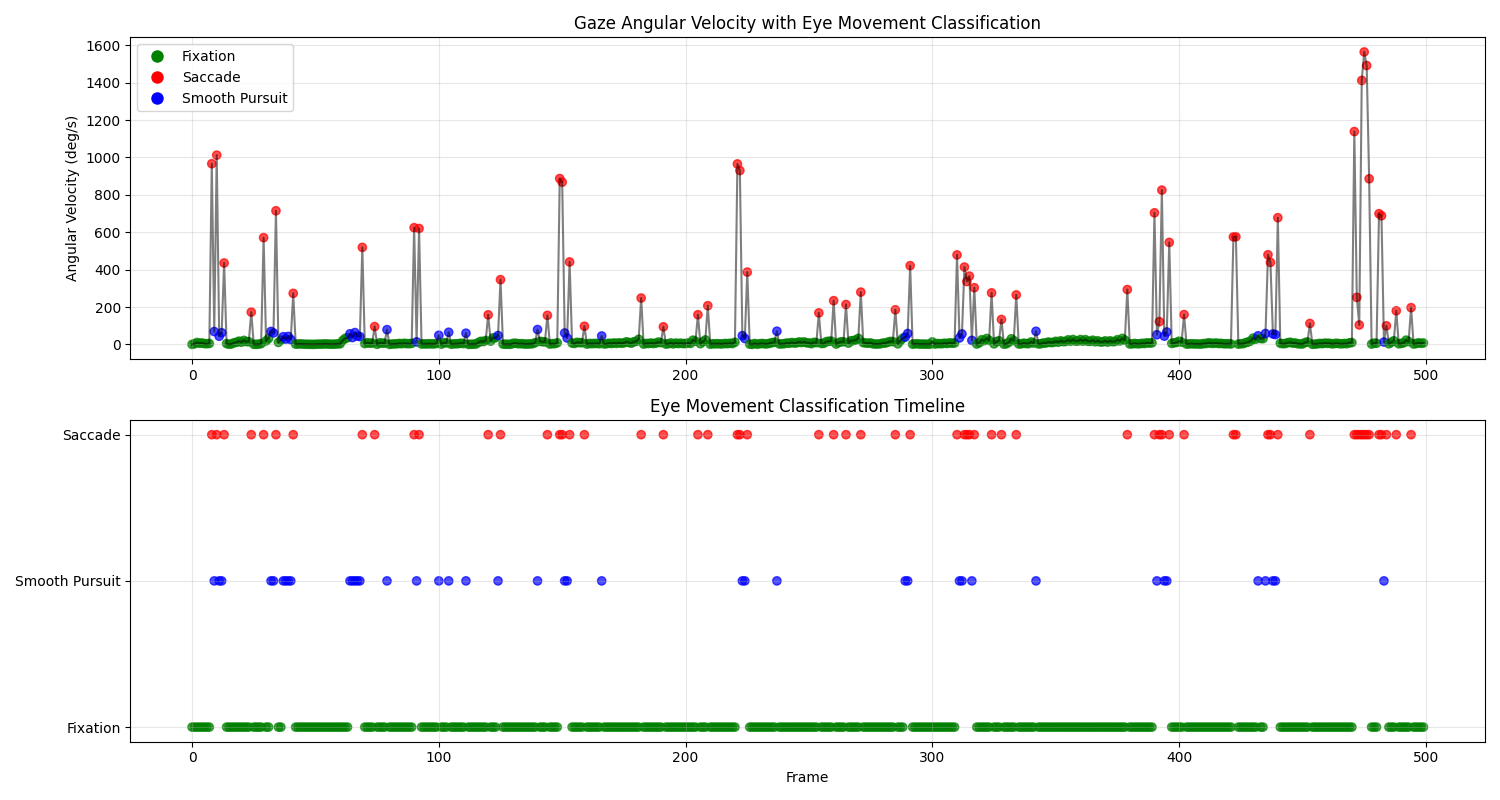 Gaze Angular Velocity with Eye Movement Classification
Angular Velocity (deg/s)
1600
1400
1200
1000
800
600
400
200
0
Fixation
Saccade
Smooth Pursuit
0 100 200 300 400 500
Eye Movement Classification Timeline
Saccade
Smooth Pursuit
Fixation
0 100 200 300 400 500
Frame